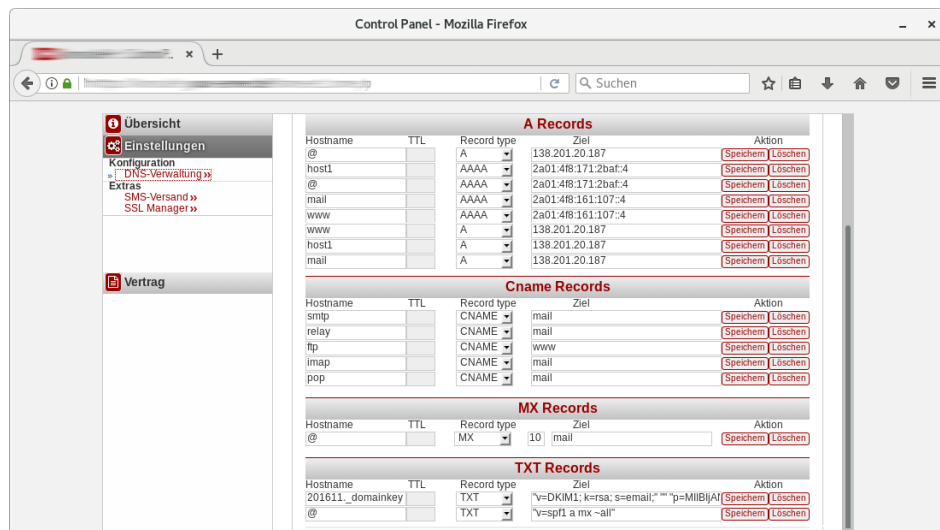 Control Panel - Mozilla Firefox
Suchen
Übersicht
Einstellungen
Konfiguration
» DNS-Verwaltung »
Extras
SMS-Versand »
SSL Manager »
Vertrag
A Records
Hostname TTL Record type Ziel Aktion
@ A 138.201.20.187 Speichern Löschen
host1 AAAA 2a01:4f8:171:2baf::4 Speichern Löschen
@ AAAA 2a01:4f8:171:2baf::4 Speichern Löschen
mail AAAA 2a01:4f8:161:107::4 Speichern Löschen
www AAAA 2a01:4f8:161:107::4 Speichern Löschen
www A 138.201.20.187 Speichern Löschen
host1 A 138.201.20.187 Speichern Löschen
mail A 138.201.20.187 Speichern Löschen
Cname Records
Hostname TTL Record type Ziel Aktion
smtp CNAME mail Speichern Löschen
relay CNAME mail Speichern Löschen
ftp CNAME www Speichern Löschen
imap CNAME mail Speichern Löschen
pop CNAME mail Speichern Löschen
MX Records
Hostname TTL Record type Ziel Aktion
@ MX 10 mail Speichern Löschen
TXT Records
Hostname TTL Record type Ziel Aktion
201611._domainkey TXT "v=DKIM1; k=rsa; s=email;" "" Speichern Löschen
@ TXT "v=spf1 a mx ~all" Speichern Löschen